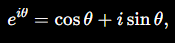 e^{iθ} = cos θ + i sin θ,